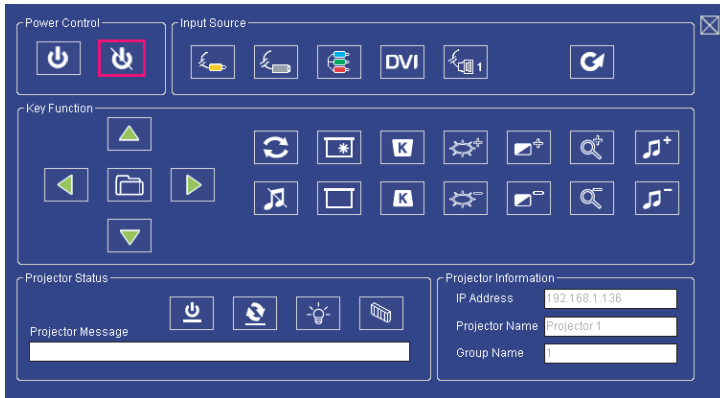 Power Control
Input Source
DVI
1
Key Function
K
K
Projector Status
Projector Message
Projector Information
IP Address 192.168.1.136
Projector Name Projector 1
Group Name 1